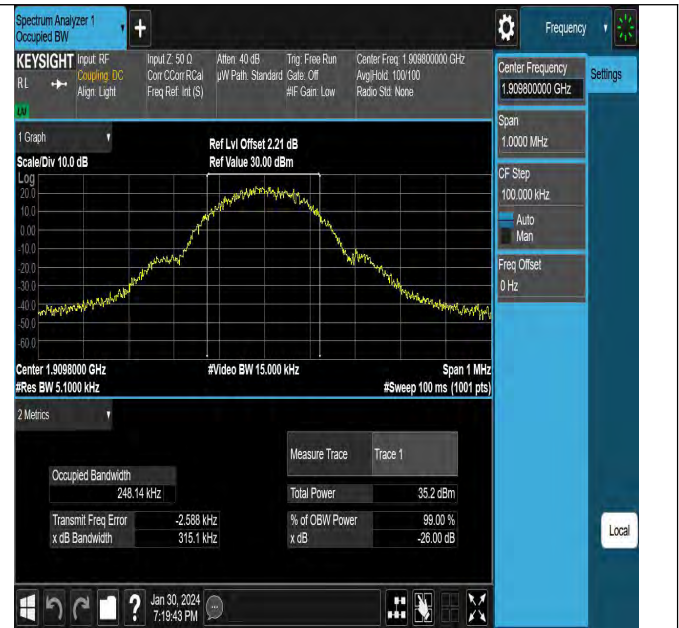 Spectrum Analyzer 1
Occupied BW
Frequency
KEYSIGHT
RL
Input: RF
Coupling: DC
Align: Light
Input Z: 50 Ω
Corr CCorr RCal
Freq Ref: Int (S)
Atten: 40 dB
µW Path: Standard
Trig: Free Run
Gate: Off
#IF Gain: Low
Center Freq: 1.909800000 GHz
Avg|Hold: 100/100
Radio Std: None
Center Frequency
1.909800000 GHz
Settings
Span
1.0000 MHz
CF Step
100.000 kHz
Auto
Man
Freq Offset
0 Hz
1 Graph
Scale/Div 10.0 dB
Ref Lvl Offset 2.21 dB
Ref Value 30.00 dBm
Log
20.0
10.0
0.00
-10.0
-20.0
-30.0
-40.0
-50.0
-60.0
Center 1.9098000 GHz
#Res BW 5.1000 kHz
#Video BW 15.000 kHz
Span 1 MHz
#Sweep 100 ms (1001 pts)
2 Metrics
Measure Trace
Trace 1
Occupied Bandwidth
248.14 kHz
Total Power
35.2 dBm
Transmit Freq Error
-2.588 kHz
% of OBW Power
99.00 %
x dB Bandwidth
315.1 kHz
x dB
-26.00 dB
Local
?
Jan 30, 2024
7:19:43 PM